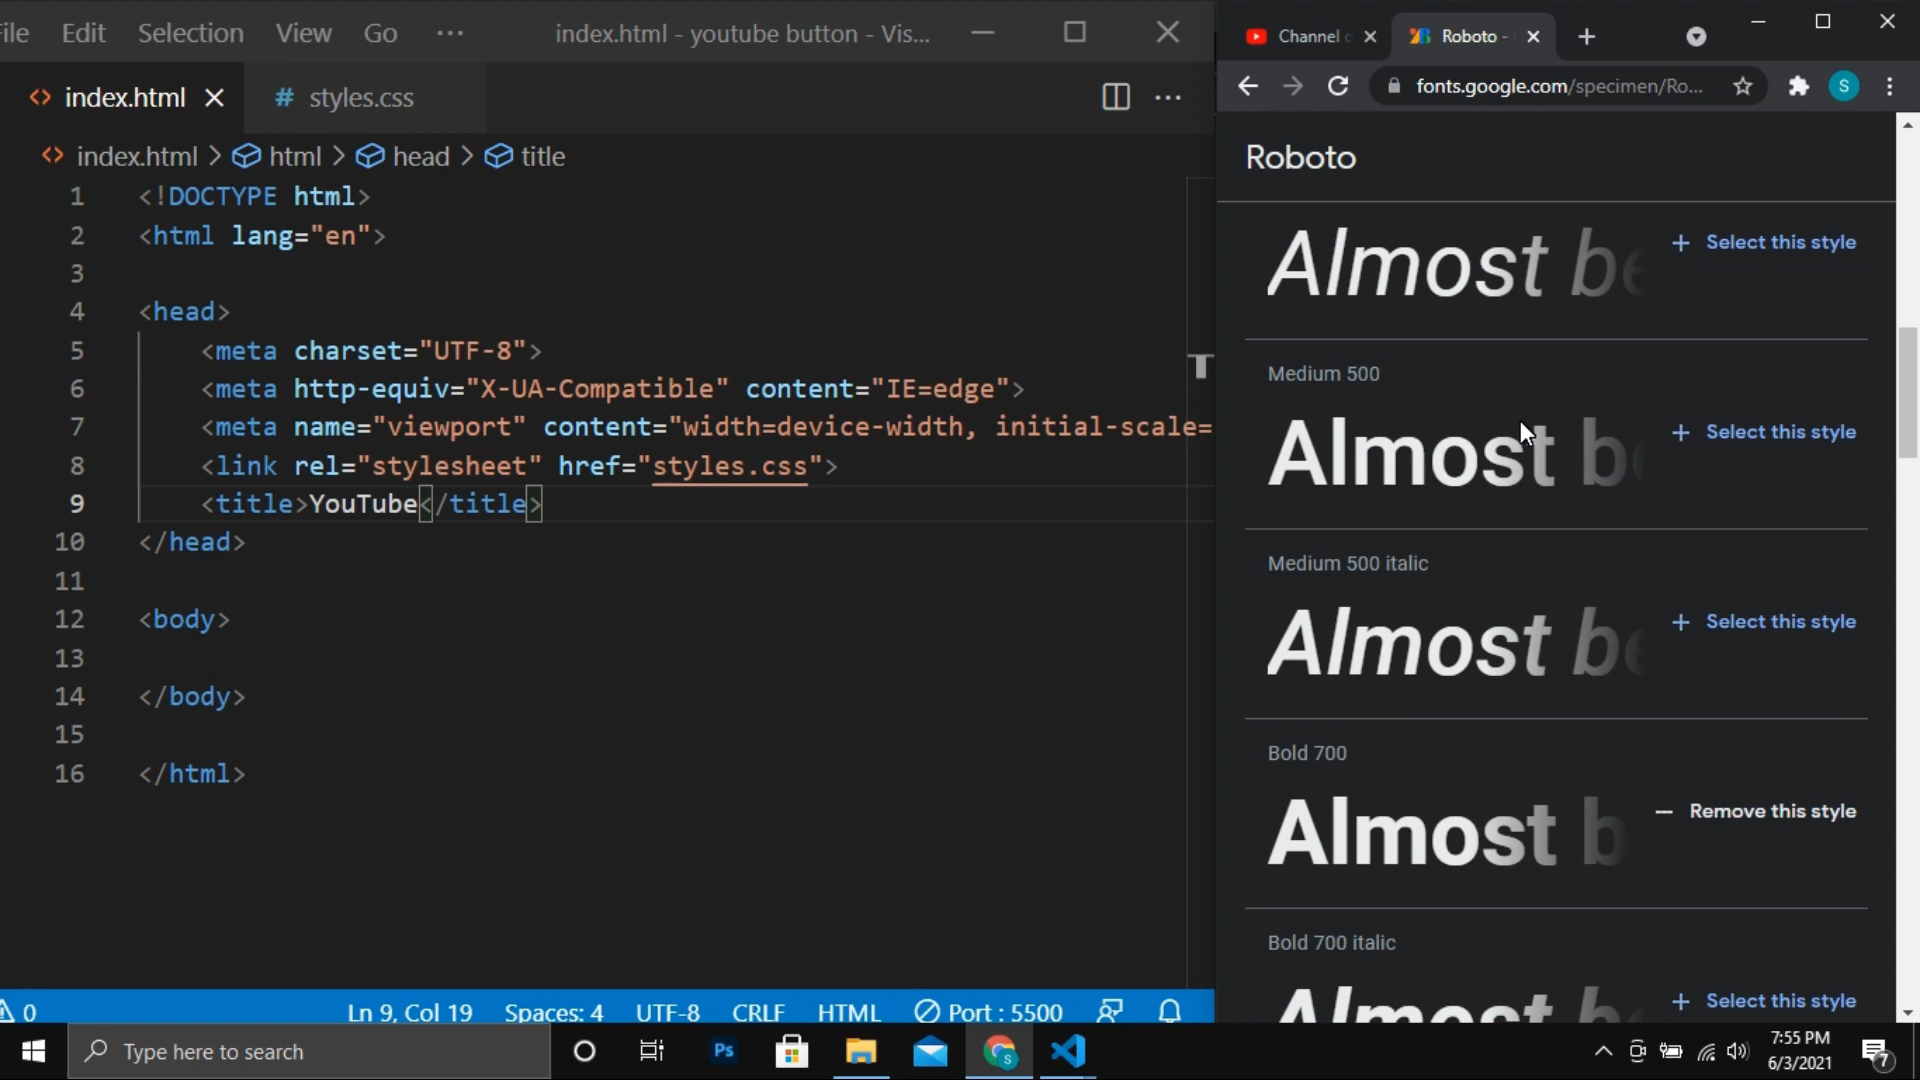 File Edit Selection View Go ··· index.html - youtube button - Vis...
index.html styles.css
index.html > html > head > title
1 <!DOCTYPE html>
2 <html lang="en">
3
4 <head>
5 <meta charset="UTF-8">
6 <meta http-equiv="X-UA-Compatible" content="IE=edge">
7 <meta name="viewport" content="width=device-width, initial-scale=
8 <link rel="stylesheet" href="styles.css">
9 <title>YouTube</title>
10 </head>
11
12 <body>
13
14 </body>
15
16 </html>
0 Ln 9, Col 19 Spaces: 4 UTF-8 CRLF HTML Port : 5500
Channel c Roboto -
fonts.google.com/specimen/Ro... S
Roboto
Almost be Select this style
Medium 500
Almost b Select this style
Medium 500 italic
Almost be Select this style
Bold 700
Almost b Remove this style
Bold 700 italic
Almost be Select this style
Type here to search Ps S 7:55 PM
6/3/2021 7